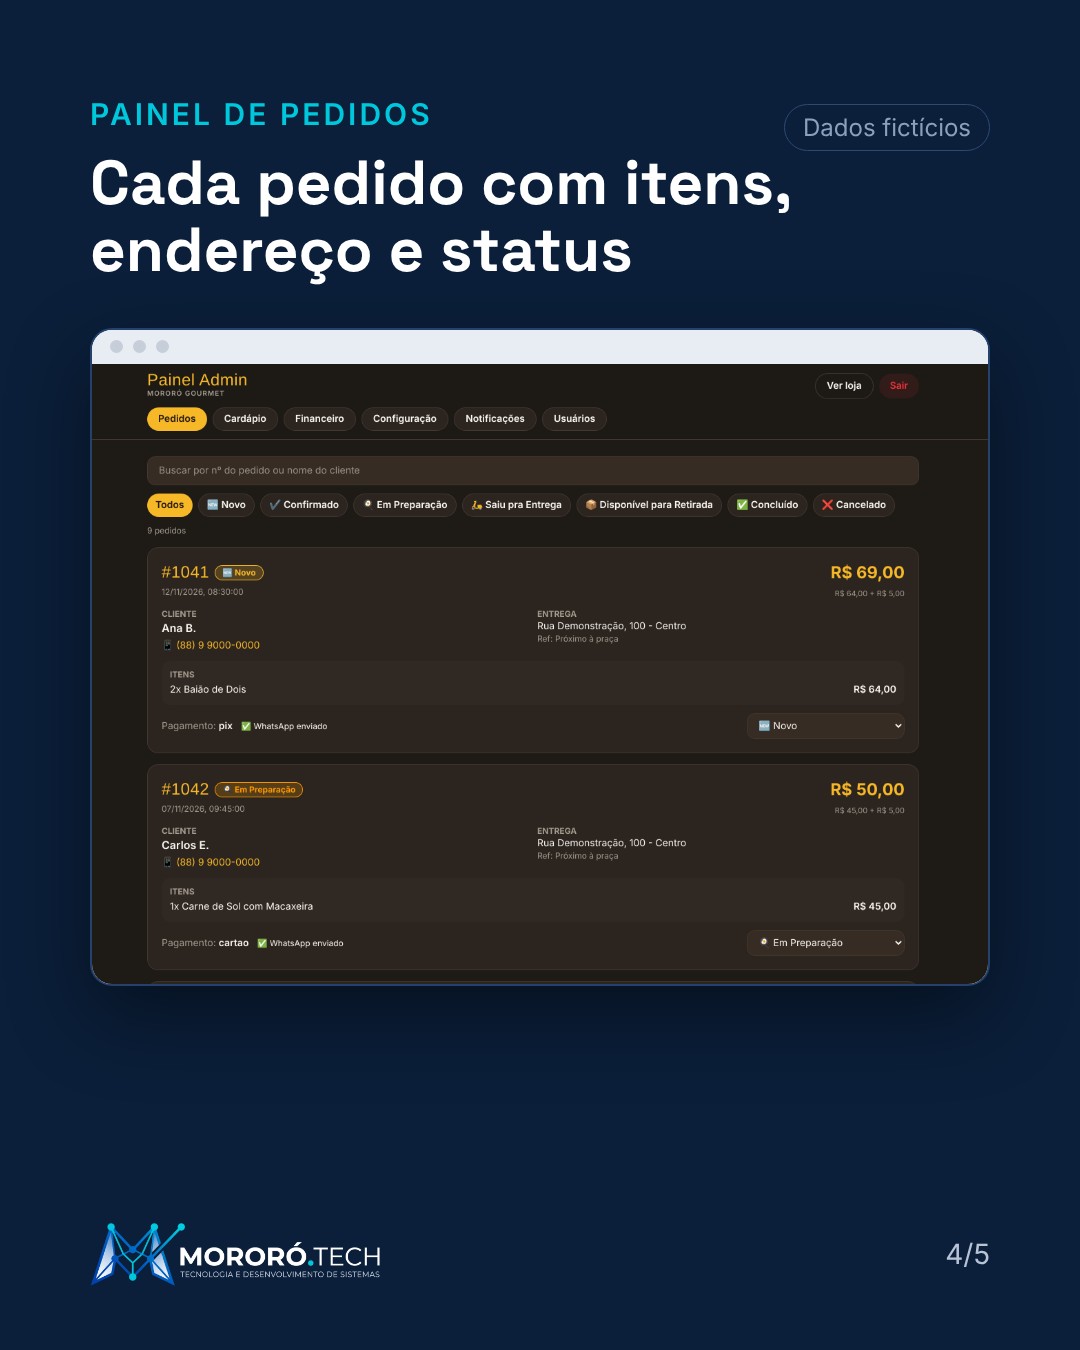 PAINEL DE PEDIDOS
Dados fictícios
Cada pedido com itens,
endereço e status
Painel Admin
MORORÓ GOURMET
Ver loja
Sair
Pedidos
Cardápio
Financeiro
Configuração
Notificações
Usuários
Buscar por nº do pedido ou nome do cliente
Todos
🆕 Novo
✔️ Confirmado
🍳 Em Preparação
🛵 Saiu pra Entrega
📦 Disponível para Retirada
✅ Concluído
❌ Cancelado
9 pedidos
#1041
🆕 Novo
R$ 69,00
12/11/2026, 08:30:00
R$ 64,00 + R$ 5,00
CLIENTE
Ana B.
📱 (88) 9 9000-0000
ENTREGA
Rua Demonstração, 100 - Centro
Ref: Próximo à praça
ITENS
2x Baião de Dois
R$ 64,00
Pagamento: pix
✅ WhatsApp enviado
🆕 Novo
#1042
🍳 Em Preparação
R$ 50,00
07/11/2026, 09:45:00
R$ 45,00 + R$ 5,00
CLIENTE
Carlos E.
📱 (88) 9 9000-0000
ENTREGA
Rua Demonstração, 100 - Centro
Ref: Próximo à praça
ITENS
1x Carne de Sol com Macaxeira
R$ 45,00
Pagamento: cartao
✅ WhatsApp enviado
🍳 Em Preparação
MORORÓ.TECH
TECNOLOGIA E DESENVOLVIMENTO DE SISTEMAS
4/5